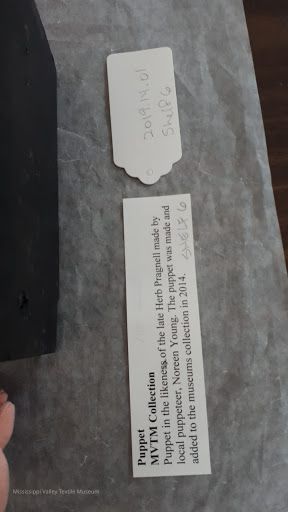 2019.14.01
Shelf 6
Puppet
MVTM Collection
Puppet in the likeness of the late Herb Pragnell made by
local puppeteer, Noreen Young. The puppet was made and
added to the museums collection in 2014.
SHELF 6
Mississippi Valley Textile Museum